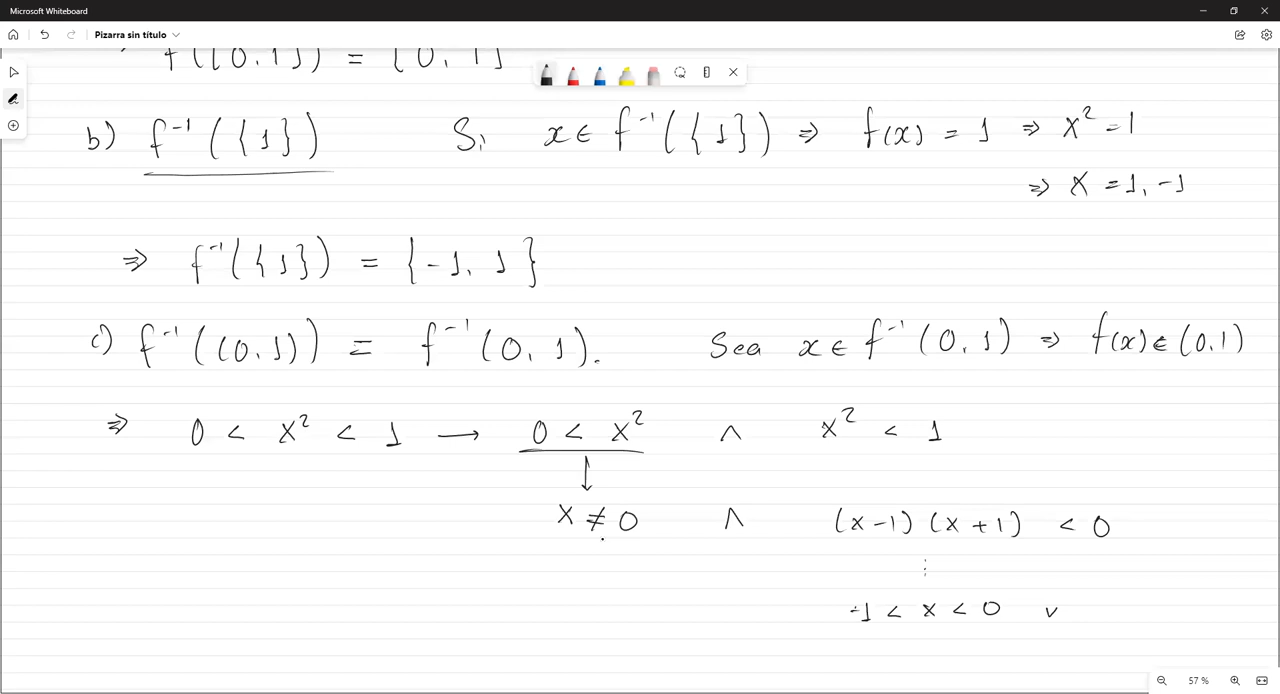 Microsoft Whiteboard
Pizarra sin título
f([0,1]) = [0,1]
b) f⁻¹({1}) Si x ∈ f⁻¹({1}) ⇒ f(x) = 1 ⇒ x² = 1
⇒ x = 1, -1
⇒ f⁻¹({1}) = {-1, 1}
c) f⁻¹((0,1)) = f⁻¹(0,1). Sea x ∈ f⁻¹(0,1) ⇒ f(x) ∈ (0,1)
⇒ 0 < x² < 1 → 0 < x² ∧ x² < 1
↓
x ≠ 0 ∧ (x-1)(x+1) < 0
⋮
-1 < x < 0 ∨
57 %